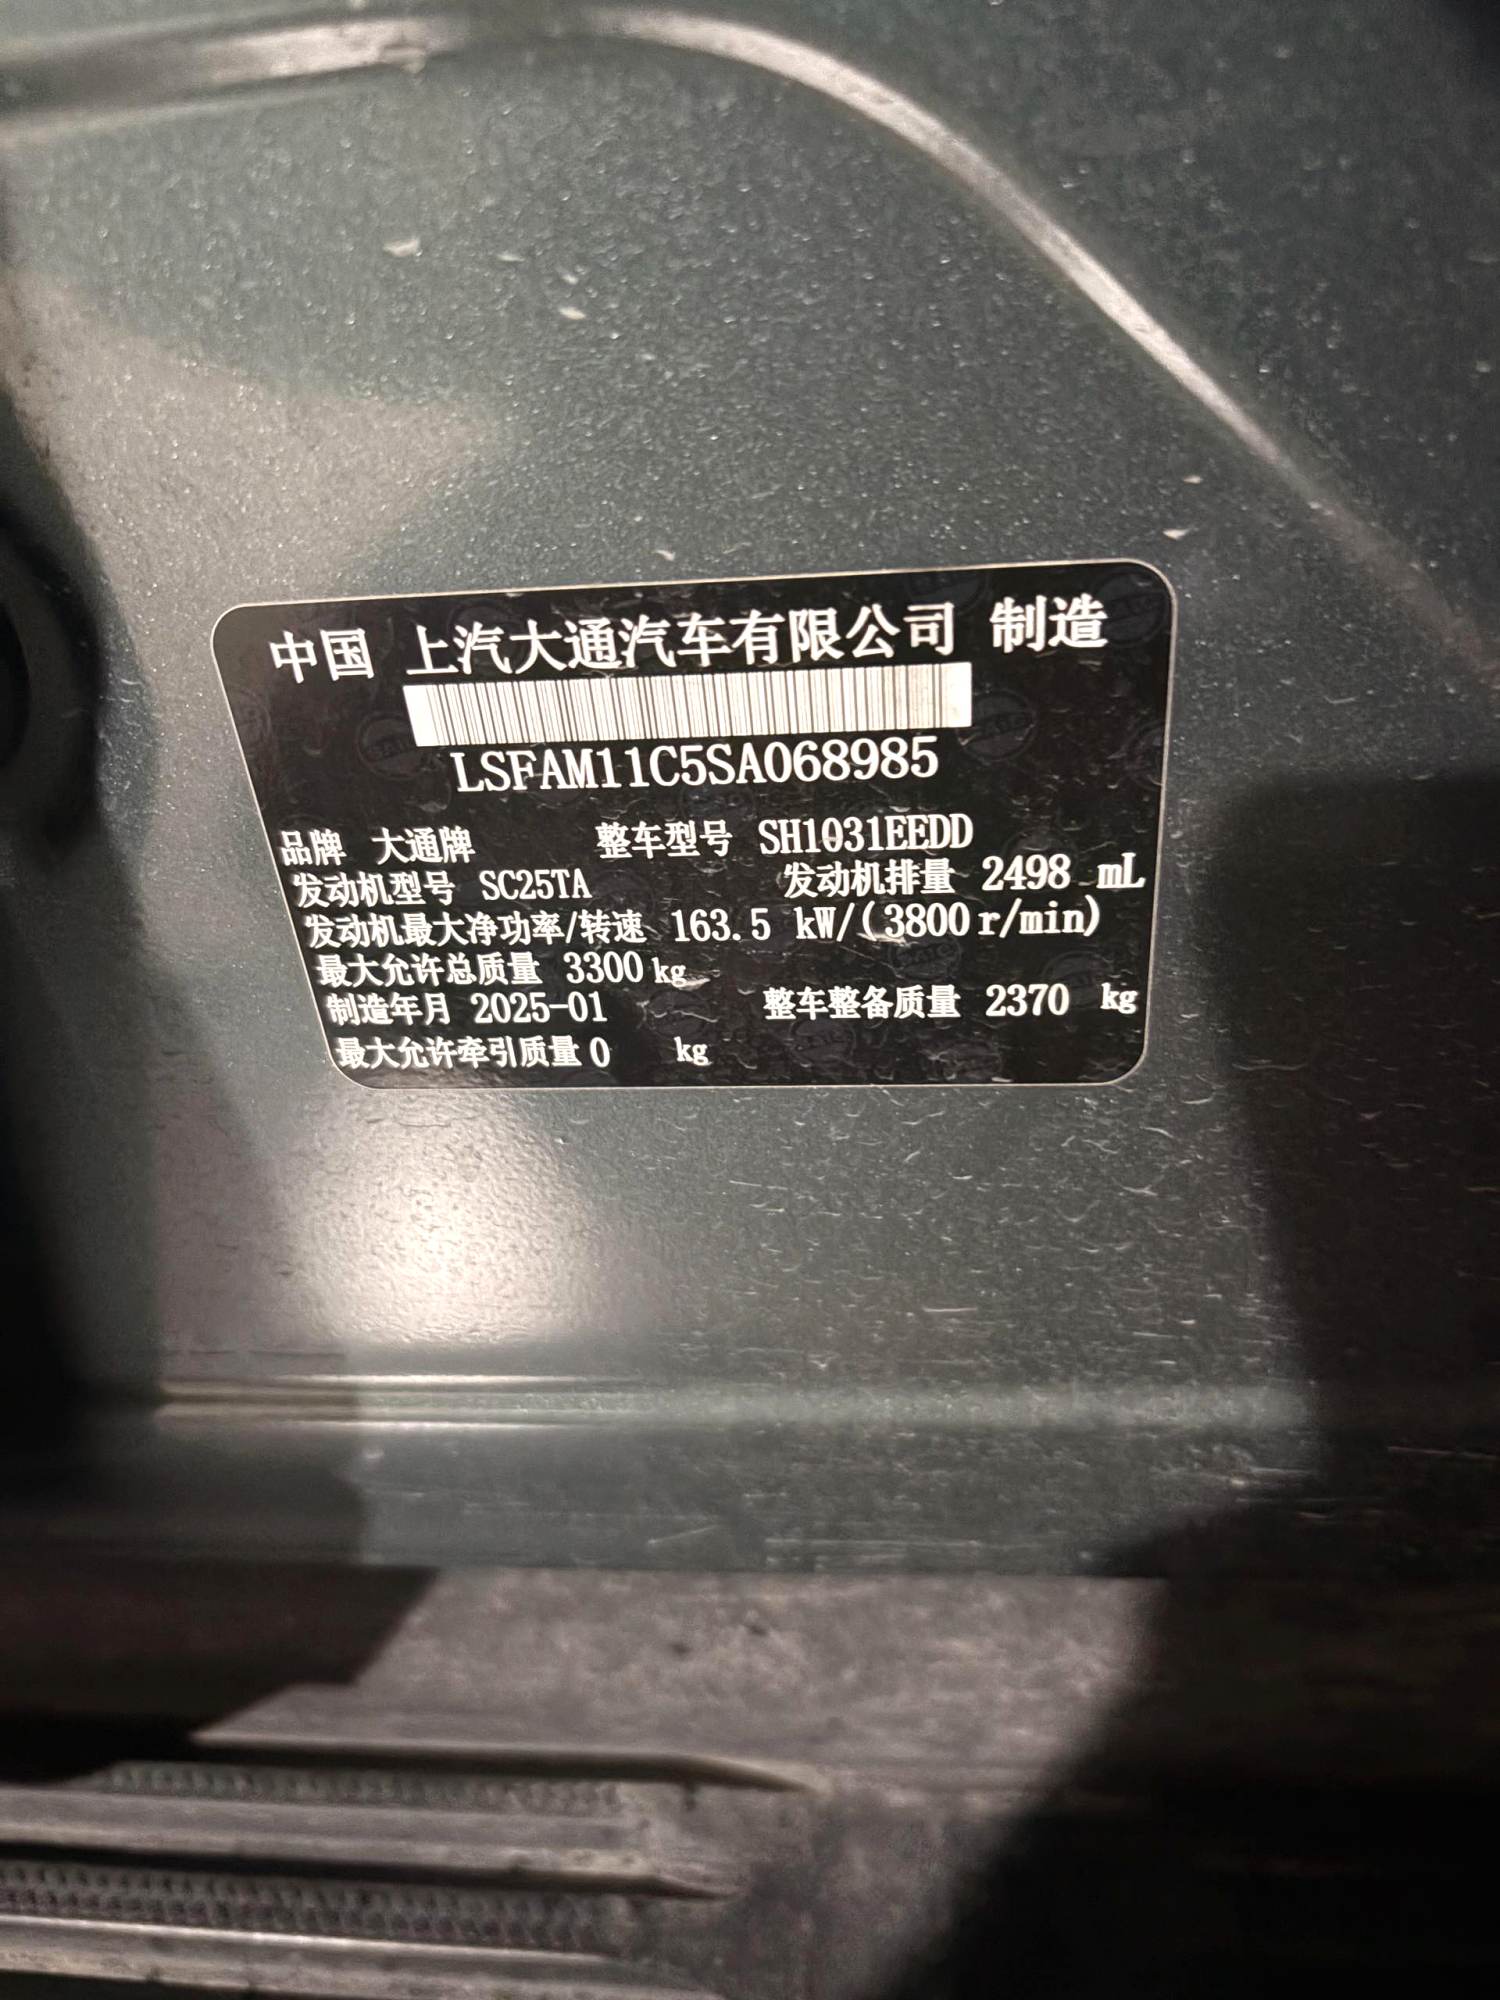 中国 上汽大通汽车有限公司 制造
LSFAM11C5SA068985
品牌 大通牌 整车型号 SH1031EEDD
发动机型号 SC25TA 发动机排量 2498 mL
发动机最大净功率/转速 163.5 kW/(3800 r/min)
最大允许总质量 3300 kg
制造年月 2025-01 整车整备质量 2370 kg
最大允许牵引质量 0 kg